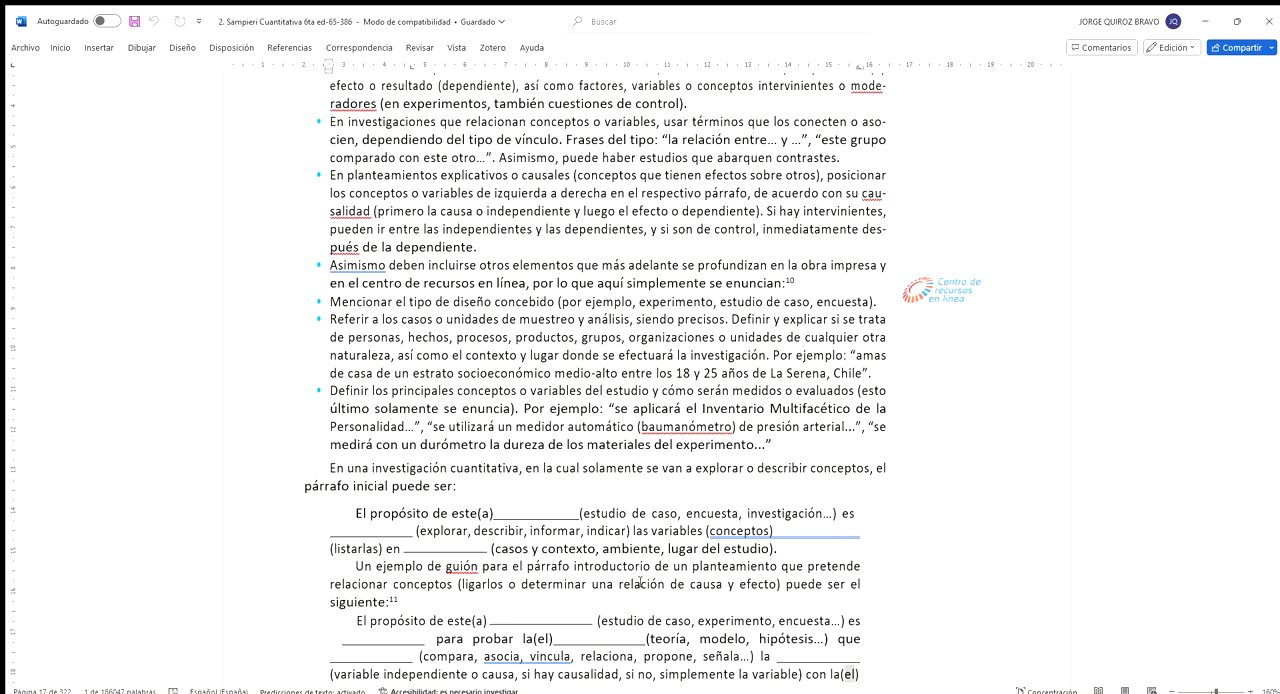 Autoguardado 2. Sampieri Cuantitativa 6ta ed-65-386 - Modo de compatibilidad • Guardado Buscar JORGE QUIROZ BRAVO JQ
Archivo Inicio Insertar Dibujar Diseño Disposición Referencias Correspondencia Revisar Vista Zotero Ayuda Comentarios Edición Compartir
1 2 3 4 5 6 7 8 9 10 11 12 13 14 15 16 17 18 19 20
efecto o resultado (dependiente), así como factores, variables o conceptos intervinientes o mode-
radores (en experimentos, también cuestiones de control).
• En investigaciones que relacionan conceptos o variables, usar términos que los conecten o aso-
cien, dependiendo del tipo de vínculo. Frases del tipo: “la relación entre... y ...”, “este grupo
comparado con este otro...”. Asimismo, puede haber estudios que abarquen contrastes.
• En planteamientos explicativos o causales (conceptos que tienen efectos sobre otros), posicionar
los conceptos o variables de izquierda a derecha en el respectivo párrafo, de acuerdo con su cau-
salidad (primero la causa o independiente y luego el efecto o dependiente). Si hay intervinientes,
pueden ir entre las independientes y las dependientes, y si son de control, inmediatamente des-
pués de la dependiente.
• Asimismo deben incluirse otros elementos que más adelante se profundizan en la obra impresa y
en el centro de recursos en línea, por lo que aquí simplemente se enuncian:10
Centro de
recursos
en línea
• Mencionar el tipo de diseño concebido (por ejemplo, experimento, estudio de caso, encuesta).
• Referir a los casos o unidades de muestreo y análisis, siendo precisos. Definir y explicar si se trata
de personas, hechos, procesos, productos, grupos, organizaciones o unidades de cualquier otra
naturaleza, así como el contexto y lugar donde se efectuará la investigación. Por ejemplo: “amas
de casa de un estrato socioeconómico medio-alto entre los 18 y 25 años de La Serena, Chile”.
• Definir los principales conceptos o variables del estudio y cómo serán medidos o evaluados (esto
último solamente se enuncia). Por ejemplo: “se aplicará el Inventario Multifacético de la
Personalidad...”, “se utilizará un medidor automático (baumanómetro) de presión arterial...”, “se
medirá con un durómetro la dureza de los materiales del experimento...”
En una investigación cuantitativa, en la cual solamente se van a explorar o describir conceptos, el
párrafo inicial puede ser:
El propósito de este(a)____________(estudio de caso, encuesta, investigación...) es
____________ (explorar, describir, informar, indicar) las variables (conceptos)
(listarlas) en ____________ (casos y contexto, ambiente, lugar del estudio).
Un ejemplo de guión para el párrafo introductorio de un planteamiento que pretende
relacionar conceptos (ligarlos o determinar una relación de causa y efecto) puede ser el
siguiente:11
El propósito de este(a) ______________ (estudio de caso, experimento, encuesta...) es
____________ para probar la(el)_____________(teoría, modelo, hipótesis...) que
____________ (compara, asocia, vincula, relaciona, propone, señala...) la ____________
(variable independiente o causa, si hay causalidad, si no, simplemente la variable) con la(el)
Página 17 de 322 1 de 186047 palabras Español (España) Predicciones de texto: activado Accesibilidad: es necesario investigar Concentración 160%